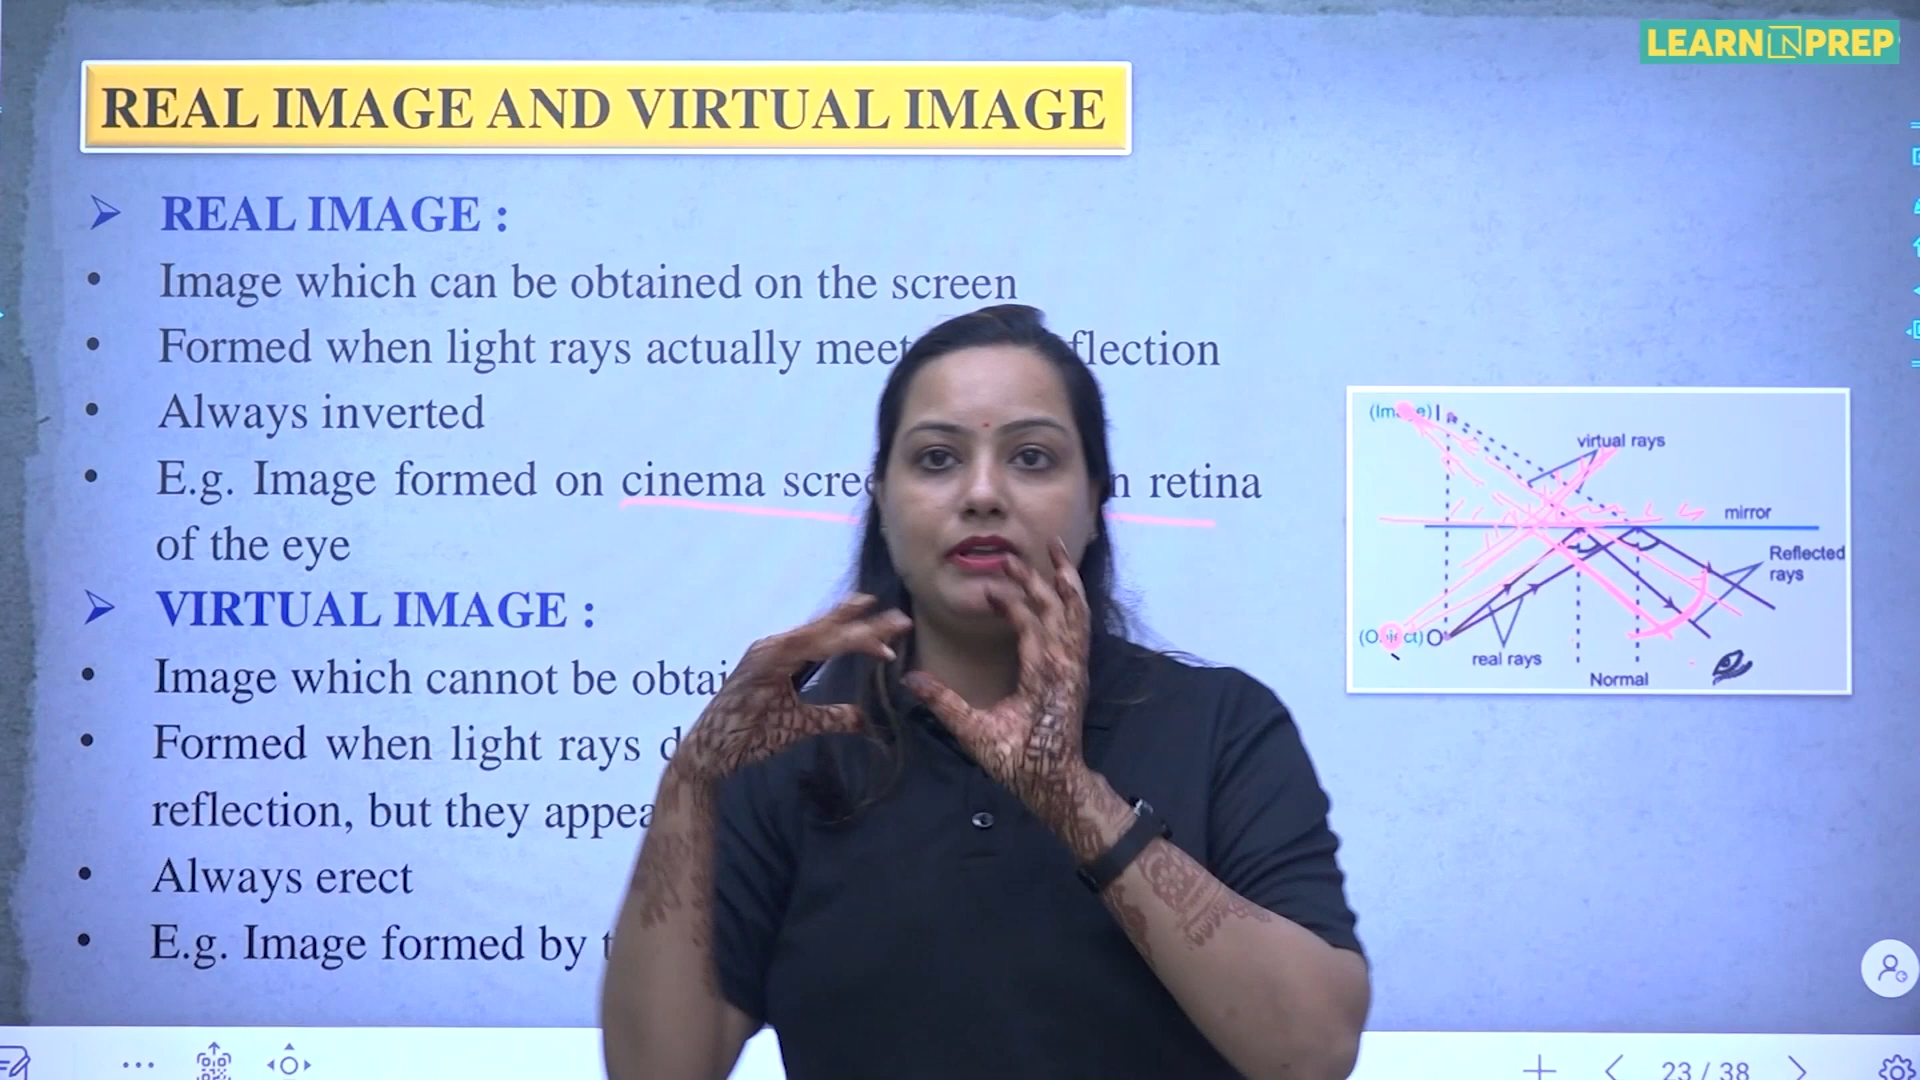 LEARN N PREP
REAL IMAGE AND VIRTUAL IMAGE
REAL IMAGE :
Image which can be obtained on the screen
Formed when light rays actually meet flection
Always inverted
E.g. Image formed on cinema scree n retina
of the eye
VIRTUAL IMAGE :
Image which cannot be obtai
Formed when light rays d
reflection, but they appea
Always erect
E.g. Image formed by t
I
virtual rays
mirror
Reflected
rays
O
real rays
Normal
23 / 38